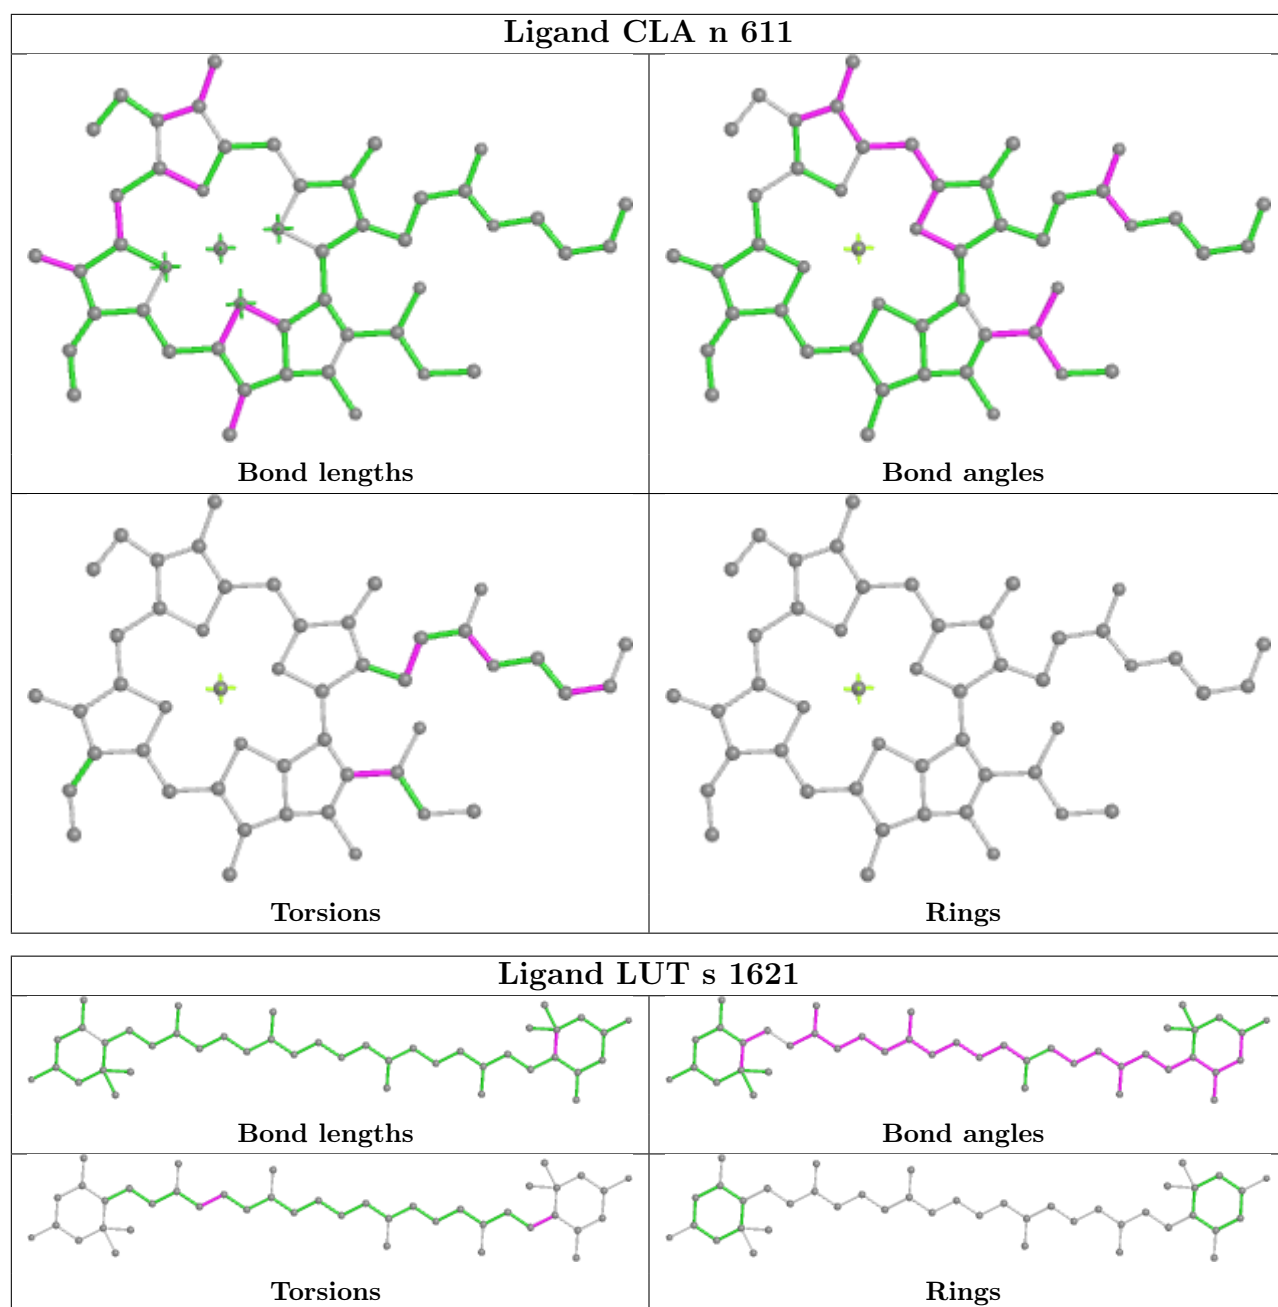 Ligand CLA n 611
Bond lengths
Bond angles
Torsions
Rings
Ligand LUT s 1621
Bond lengths
Bond angles
Torsions
Rings